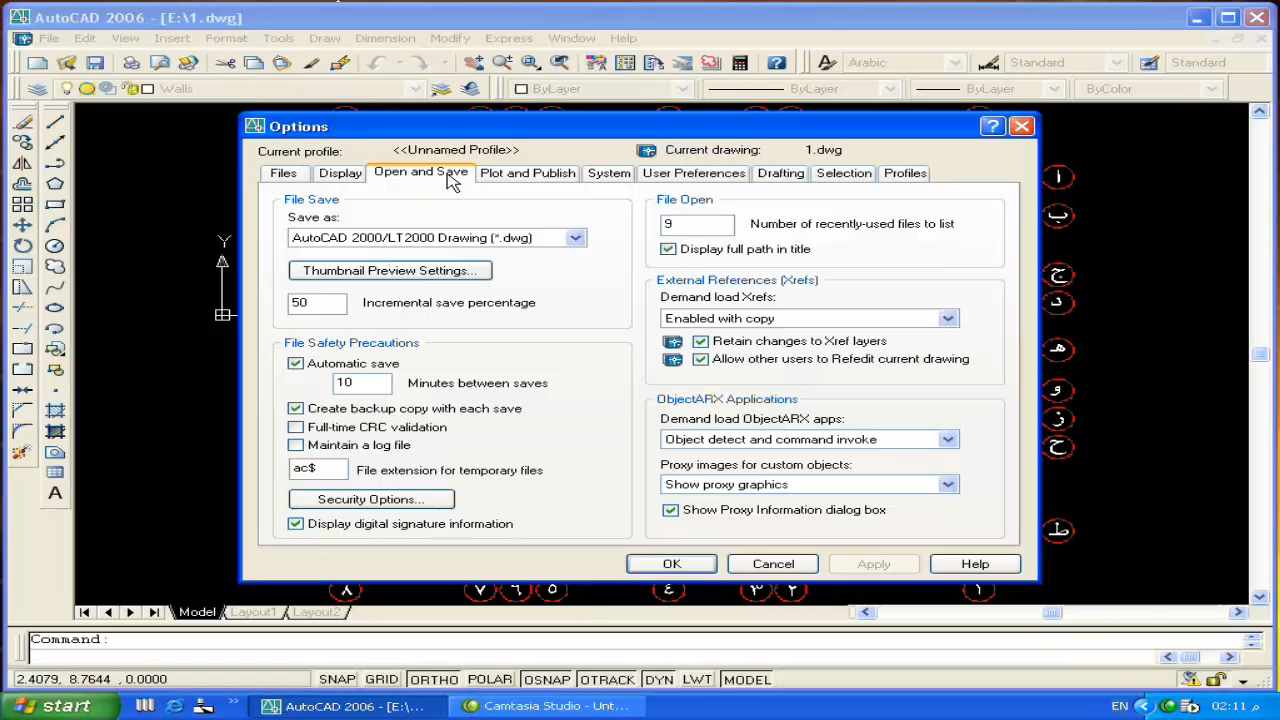 AutoCAD 2006 - [E:\1.dwg]
File Edit View Insert Format Tools Draw Dimension Modify Express Window Help
Arabic Standard Standard
Walls ByLayer ByLayer ByLayer ByColor
Options
Current profile: <<Unnamed Profile>> Current drawing: 1.dwg
Files Display Open and Save Plot and Publish System User Preferences Drafting Selection Profiles
File Save
Save as:
AutoCAD 2000/LT2000 Drawing (*.dwg)
Thumbnail Preview Settings...
50 Incremental save percentage
File Safety Precautions
Automatic save
10 Minutes between saves
Create backup copy with each save
Full-time CRC validation
Maintain a log file
ac$ File extension for temporary files
Security Options...
Display digital signature information
File Open
9 Number of recently-used files to list
Display full path in title
External References (Xrefs)
Demand load Xrefs:
Enabled with copy
Retain changes to Xref layers
Allow other users to Refedit current drawing
ObjectARX Applications
Demand load ObjectARX apps:
Object detect and command invoke
Proxy images for custom objects:
Show proxy graphics
Show Proxy Information dialog box
OK Cancel Apply Help
Y
ا
ب
ج
د
هـ
و
ز
ح
ط
٨ ٧ ٦ ٥ ٤ ٣ ٢ ١
Model Layout1 Layout2
Command:
2.4079, 8.7644 , 0.0000 SNAP GRID ORTHO POLAR OSNAP OTRACK DYN LWT MODEL
start AutoCAD 2006 - [E:\... Camtasia Studio - Unt... EN 02:11 م